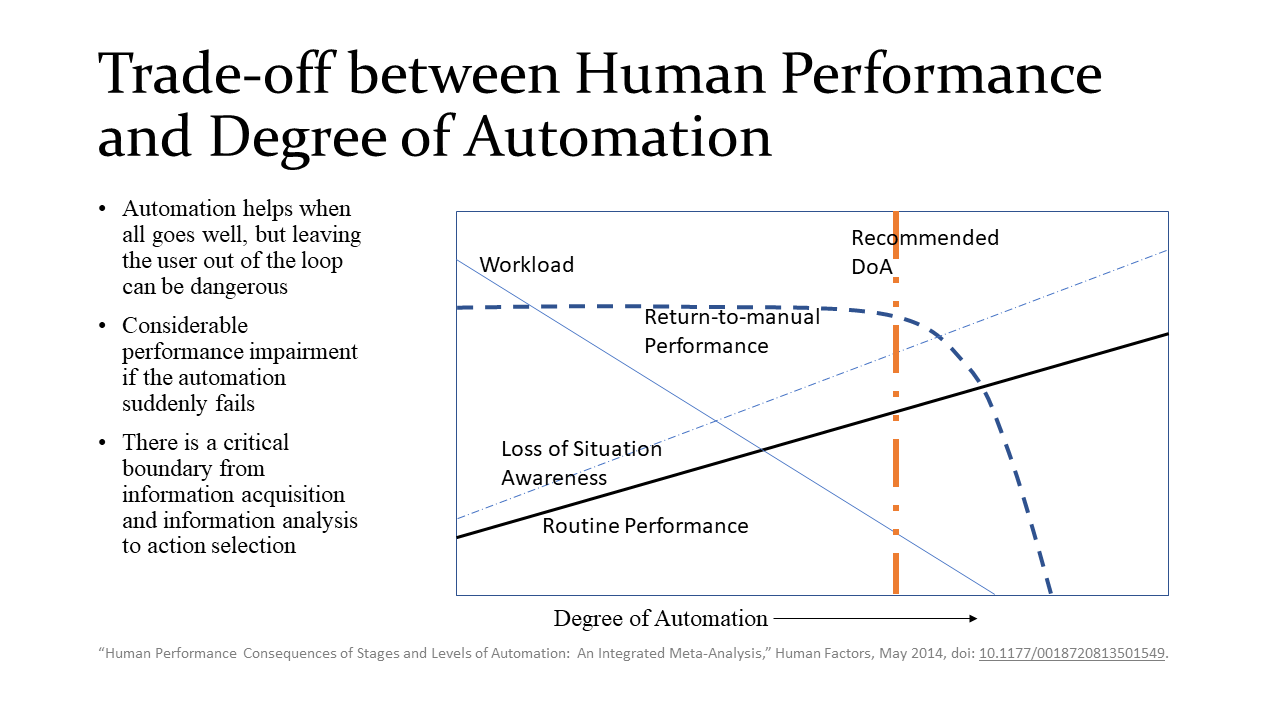 Trade-off between Human Performance
and Degree of Automation
• Automation helps when
all goes well, but leaving
the user out of the loop
can be dangerous
• Considerable
performance impairment
if the automation
suddenly fails
• There is a critical
boundary from
information acquisition
and information analysis
to action selection
Recommended
DoA
Workload
Return-to-manual
Performance
Loss of Situation
Awareness
Routine Performance
Degree of Automation
“Human Performance Consequences of Stages and Levels of Automation: An Integrated Meta-Analysis,” Human Factors, May 2014, doi: 10.1177/0018720813501549.